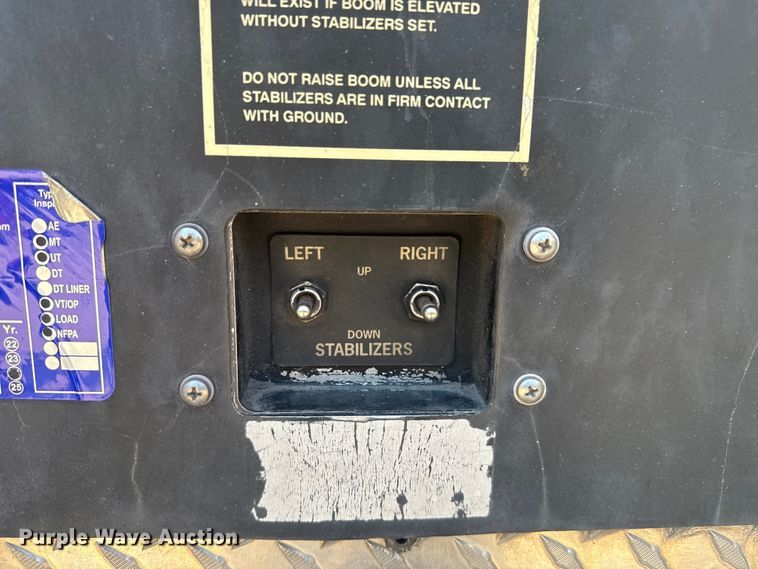 WILL EXIST IF BOOM IS ELEVATED
WITHOUT STABILIZERS SET.
DO NOT RAISE BOOM UNLESS ALL
STABILIZERS ARE IN FIRM CONTACT
WITH GROUND.
AE
MT
UT
DT
DT LINER
VT/OP
LOAD
NFPA
Yr.
22
23
25
LEFT
RIGHT
UP
DOWN
STABILIZERS
Purple Wave Auction